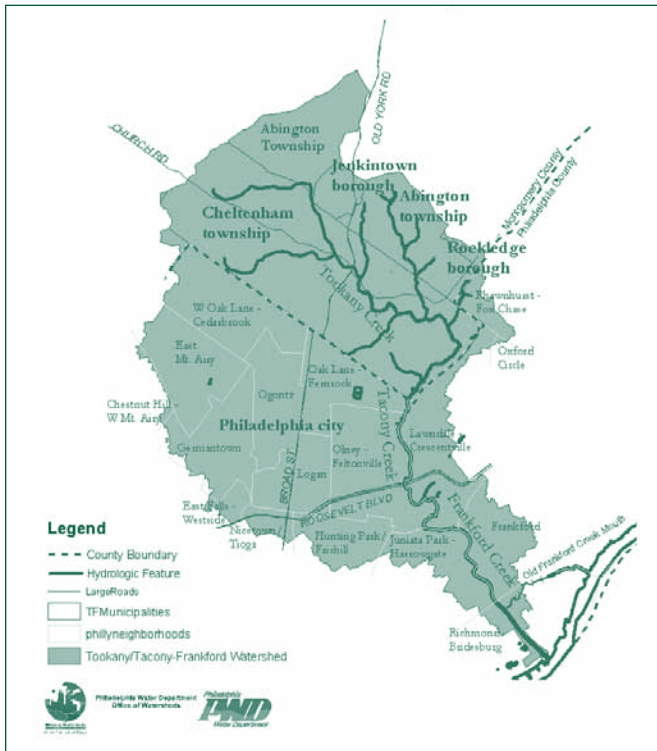 OLD YORK RD
CHURCH RD
Abington
Township
Jenkintown
borough
Abington
township
Montgomery County
Philadelphia County
Cheltenham
township
Rockledge
borough
Tookany Creek
Rhawnhurst -
Fox Chase
W Oak Lane -
Cedarbrook
East
Mt. Airy
Oxford
Circle
Oak Lane -
Fernrock
Ogontz
Chestnut Hill -
W Mt. Airy
Philadelphia city
Tacony Creek
Lawndale
Crescentville
Germantown
Olney -
Feltonville
Logan
BROAD ST
East Falls -
Westside
ROOSEVELT BLVD
Nicetown /
Tioga
Hunting Park/
Fairhill
Juniata Park -
Harrowgate
Frankford Creek
Frankford
Old Frankford Creek Mouth
Richmond
Bridesburg
Legend
County Boundary
Hydrologic Feature
LargeRoads
TFMunicipalities
phillyneighborhoods
Tookany/Tacony-Frankford Watershed
Philadelphia Water Department
Office of Watersheds
Philadelphia
PWD
Water Department